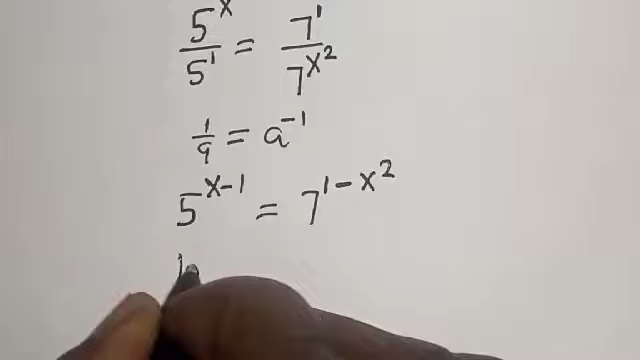 5^x / 5^1 = 7^1 / 7^{x^2}
1/a = a^{-1}
5^{x-1} = 7^{1-x^2}